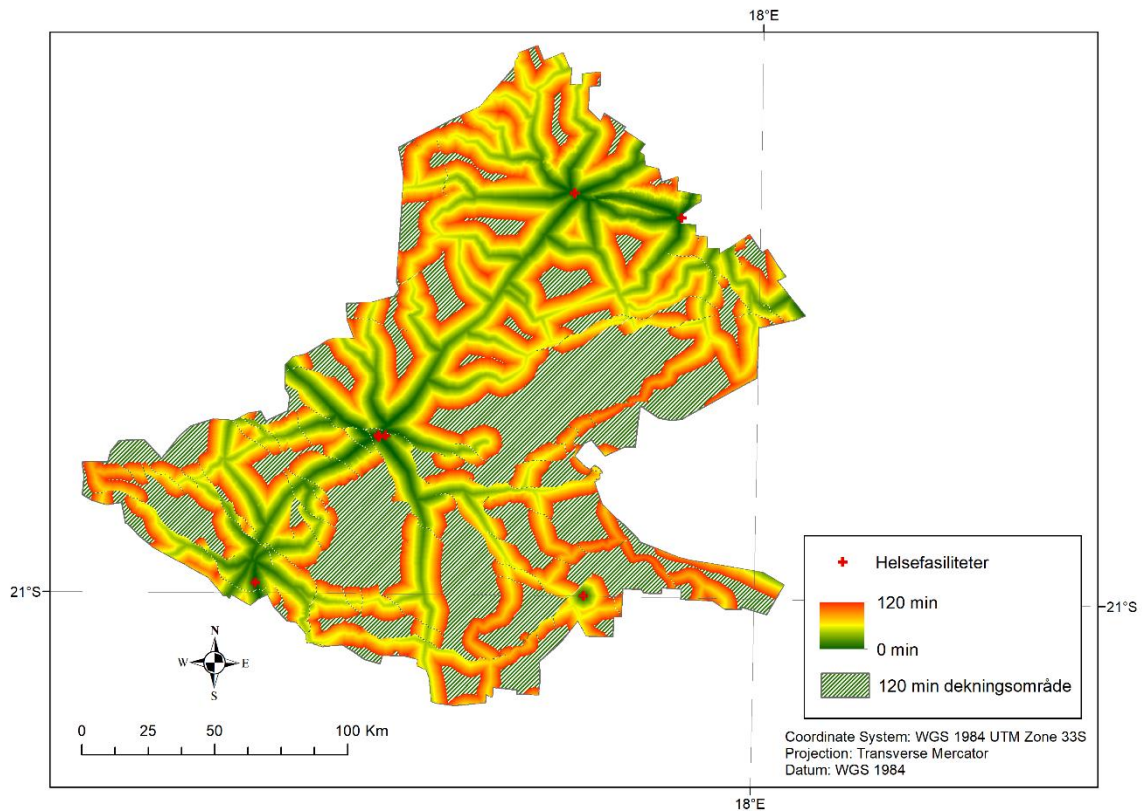 18°E
Helsefasiliteter
120 min
0 min
120 min dekningsområde
21°S
21°S
N
W E
S
0 25 50 100 Km
Coordinate System: WGS 1984 UTM Zone 33S
Projection: Transverse Mercator
Datum: WGS 1984
18°E